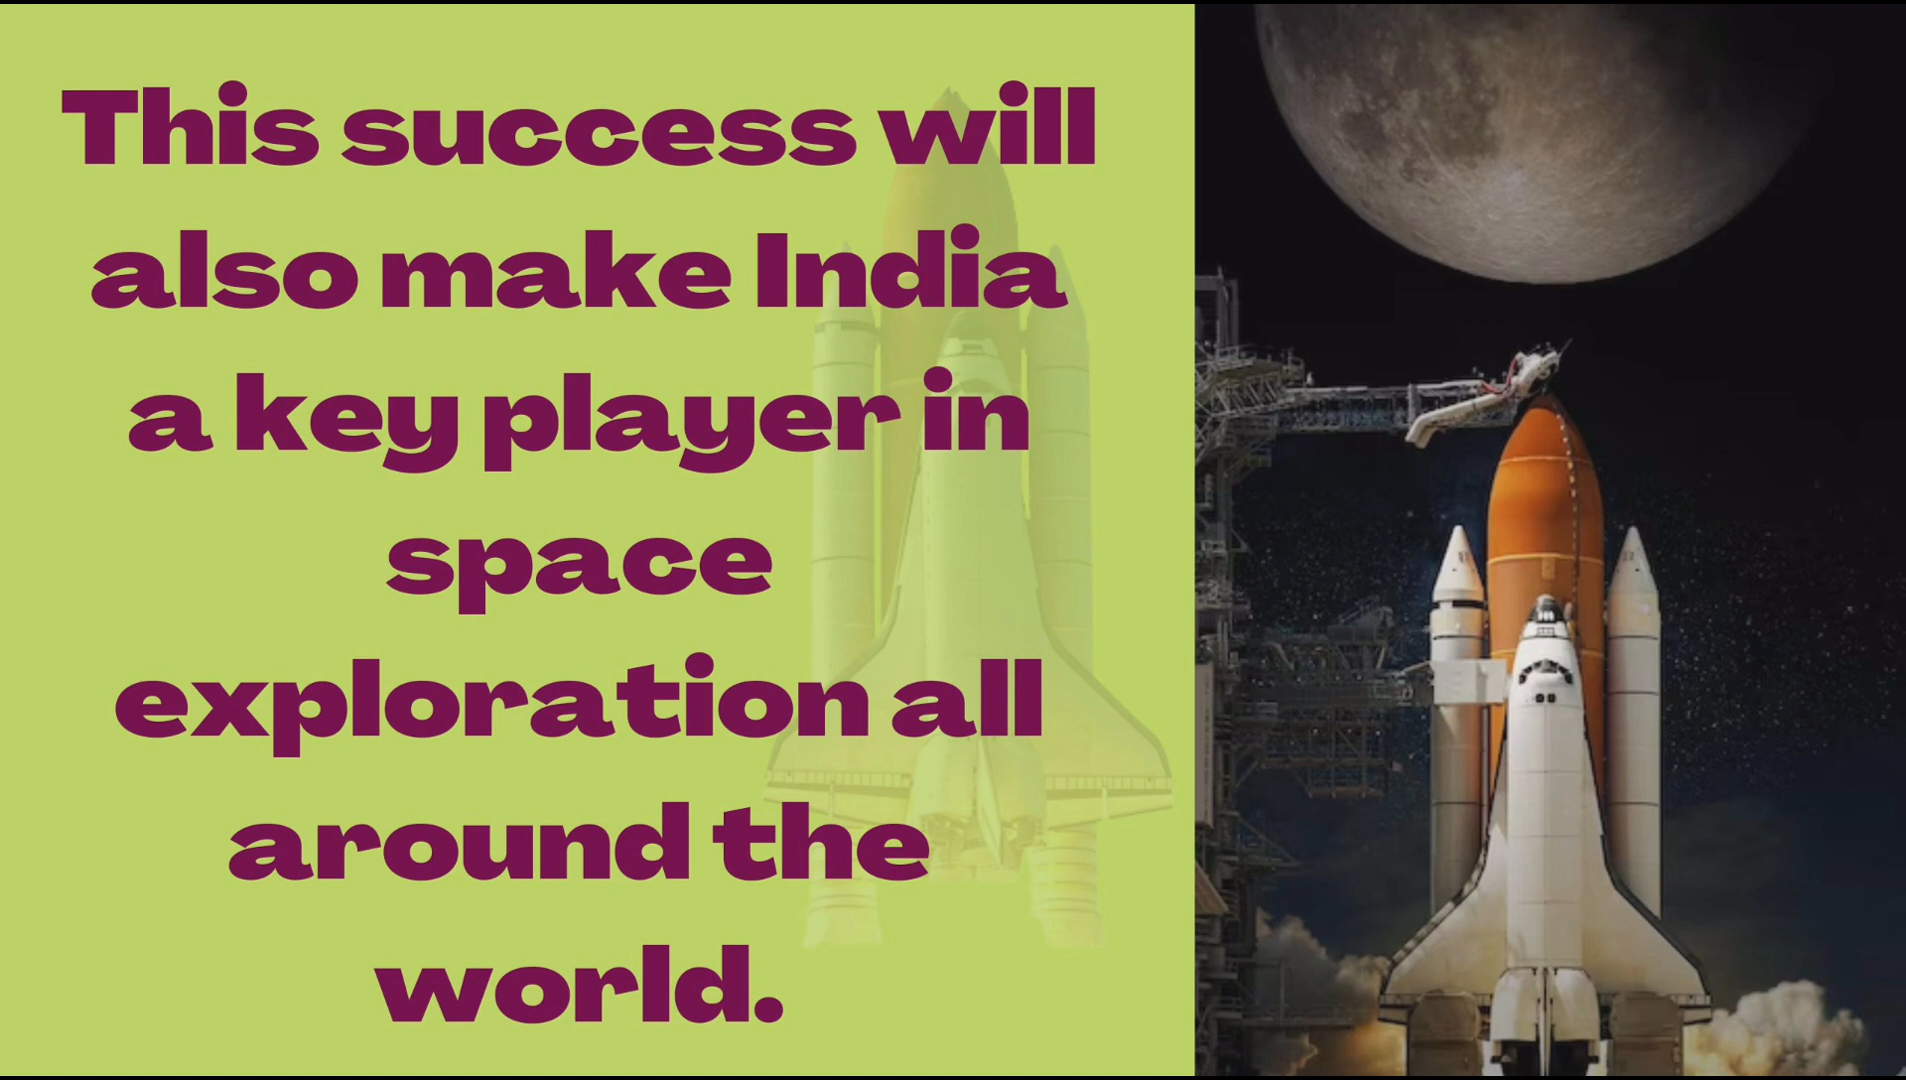 This success will
also make India
a key player in
space
exploration all
around the
world.